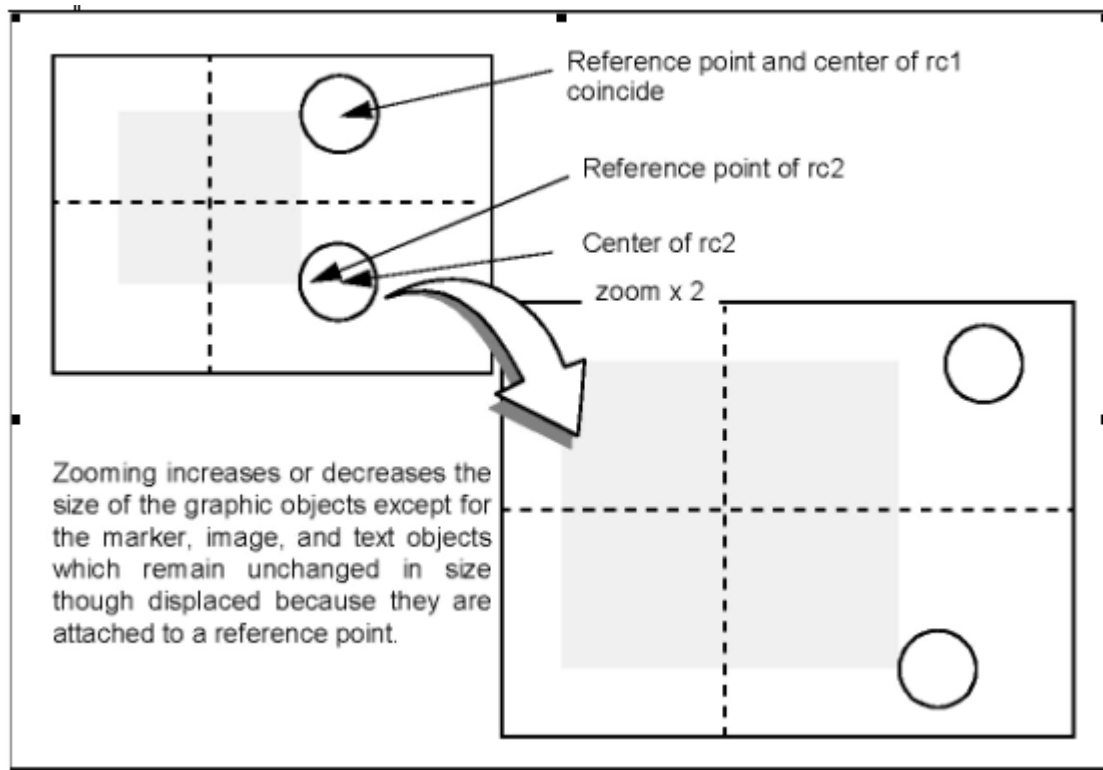 Reference point and center of rc1
coincide
Reference point of rc2
Center of rc2
zoom x 2
Zooming increases or decreases the
size of the graphic objects except for
the marker, image, and text objects
which remain unchanged in size
though displaced because they are
attached to a reference point.